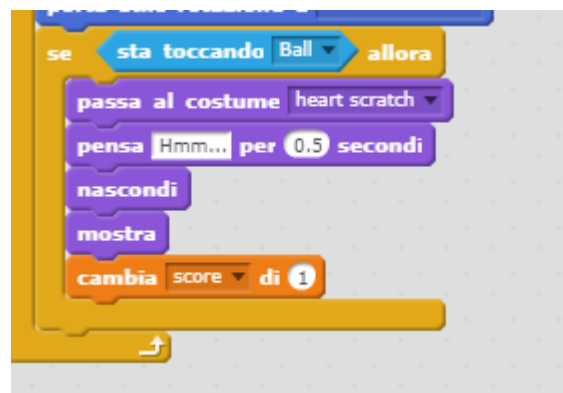 se sta toccando Ball allora
passa al costume heart scratch
pensa Hmm... per 0.5 secondi
nascondi
mostra
cambia score di 1